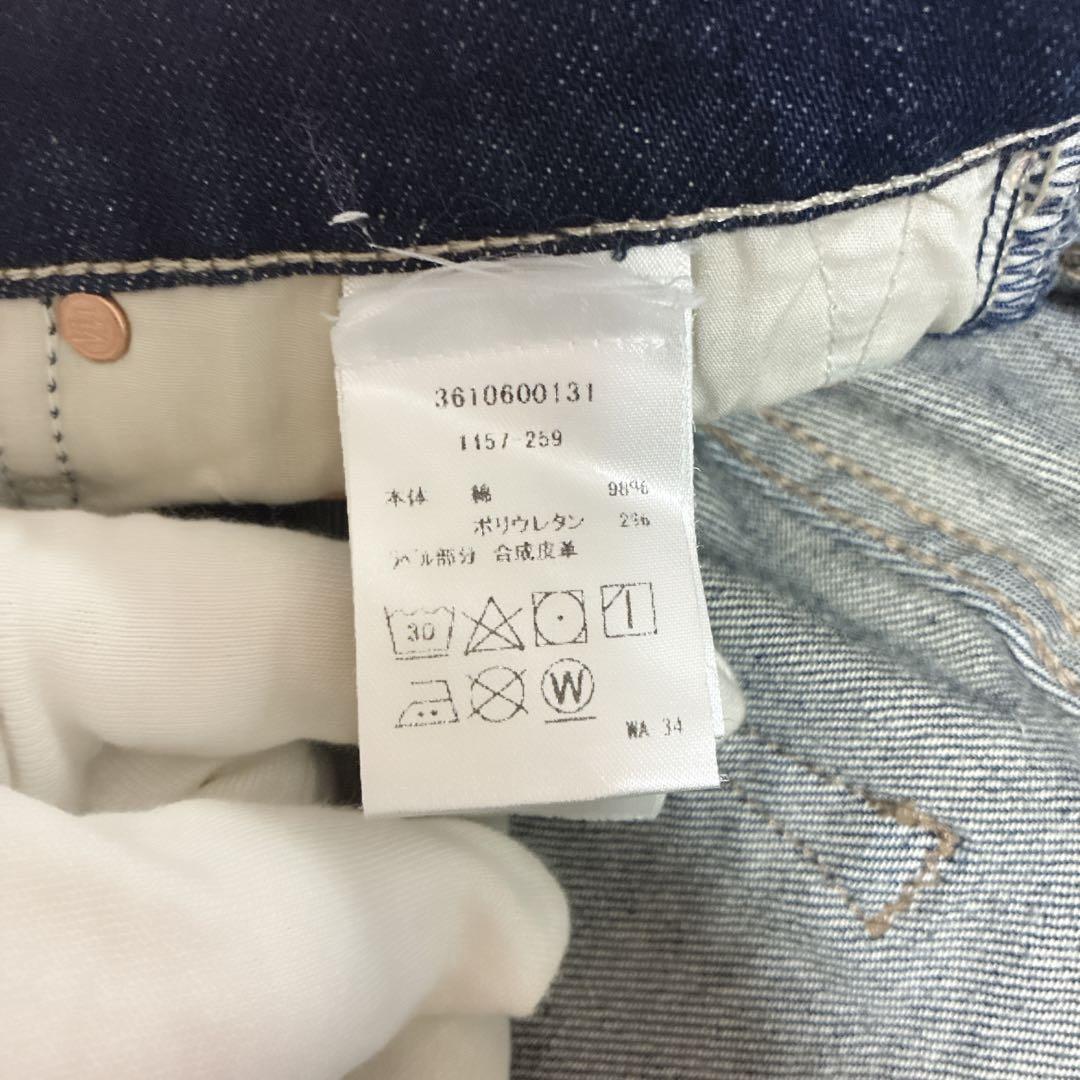 3610600131
1157-259
本体 綿 98%
ポリウレタン 2%
ラベル部分 合成皮革
30
W
WA 34